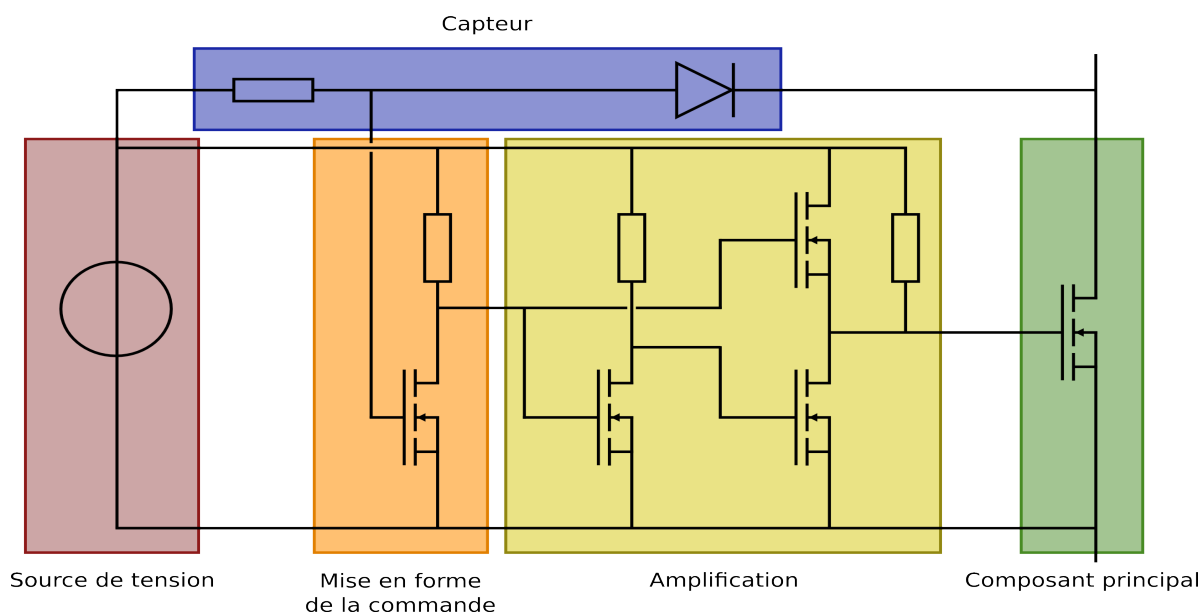 Capteur
Source de tension
Mise en forme
de la commande
Amplification
Composant principal